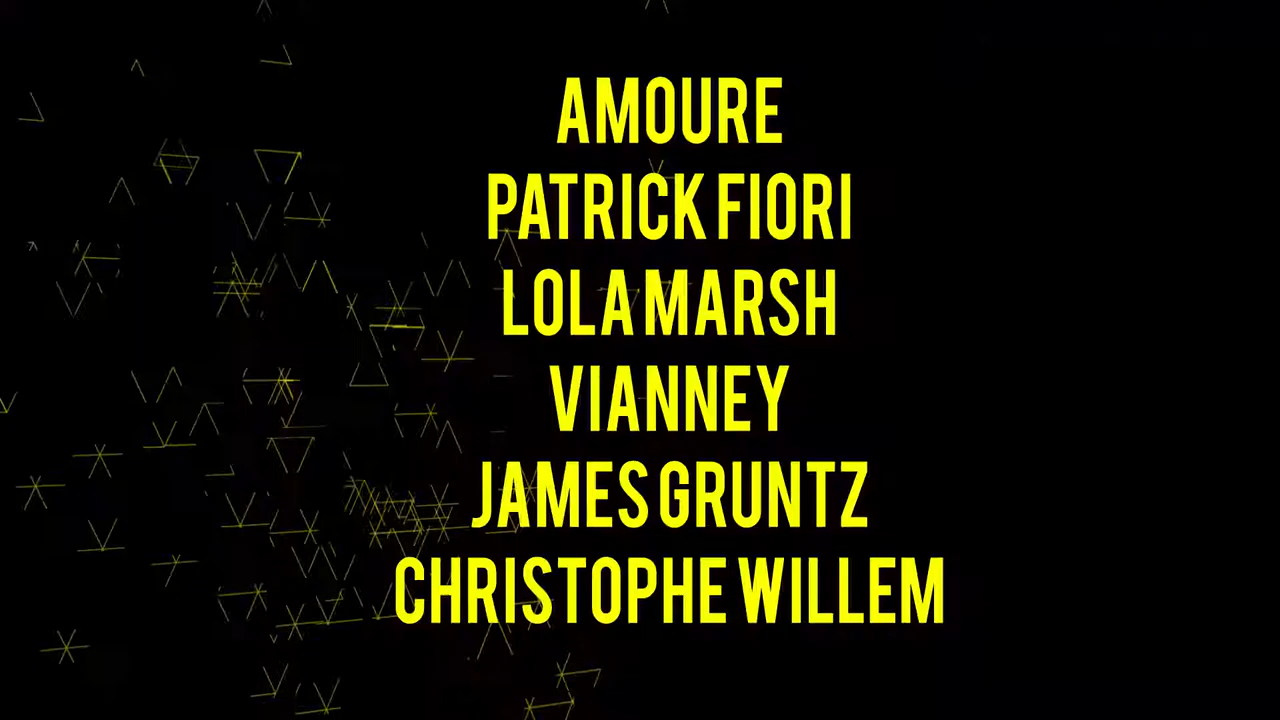 AMOURE
PATRICK FIORI
LOLA MARSH
VIANNEY
JAMES GRUNTZ
CHRISTOPHE WILLEM